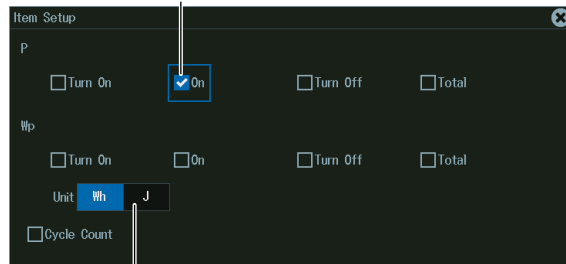 Item Setup
P
Turn On On Turn Off Total
Wp
Turn On On Turn Off Total
Unit Wh J
Cycle Count